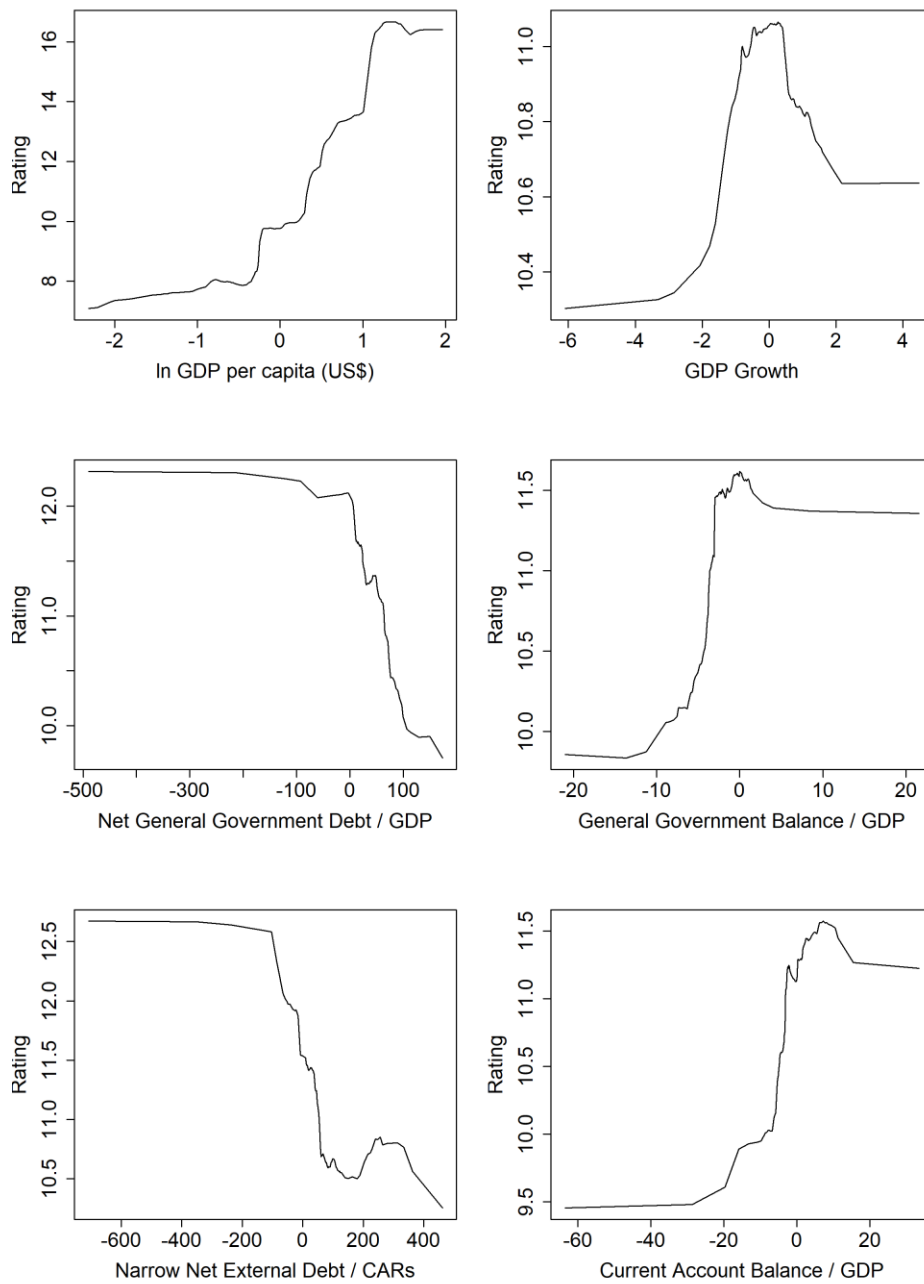 16
14
12
10
8
Rating
-2 -1 0 1 2
ln GDP per capita (US$)
11.0
10.8
10.6
10.4
Rating
-6 -4 -2 0 2 4
GDP Growth
12.0
11.0
10.0
Rating
-500 -300 -100 0 100
Net General Government Debt / GDP
11.5
11.0
10.5
10.0
Rating
-20 -10 0 10 20
General Government Balance / GDP
12.5
12.0
11.5
11.0
10.5
Rating
-600 -400 -200 0 200 400
Narrow Net External Debt / CARs
11.5
11.0
10.5
10.0
9.5
Rating
-60 -40 -20 0 20
Current Account Balance / GDP